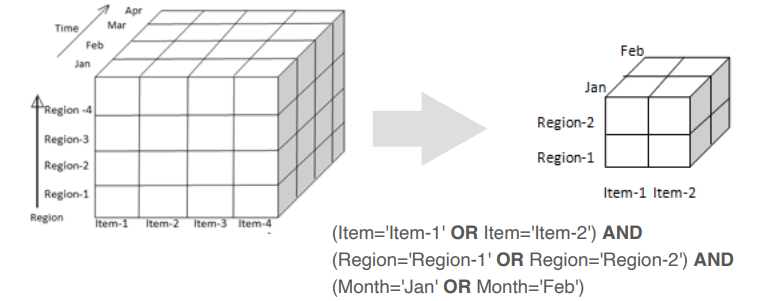 Apr
Time
Mar
Feb
Jan
Region -4
Region-3
Region-2
Region-1
Region
Item-1 Item-2 Item-3 Item-4
Feb
Jan
Region-2
Region-1
Item-1 Item-2
(Item='Item-1' OR Item='Item-2') AND
(Region='Region-1' OR Region='Region-2') AND
(Month='Jan' OR Month='Feb')